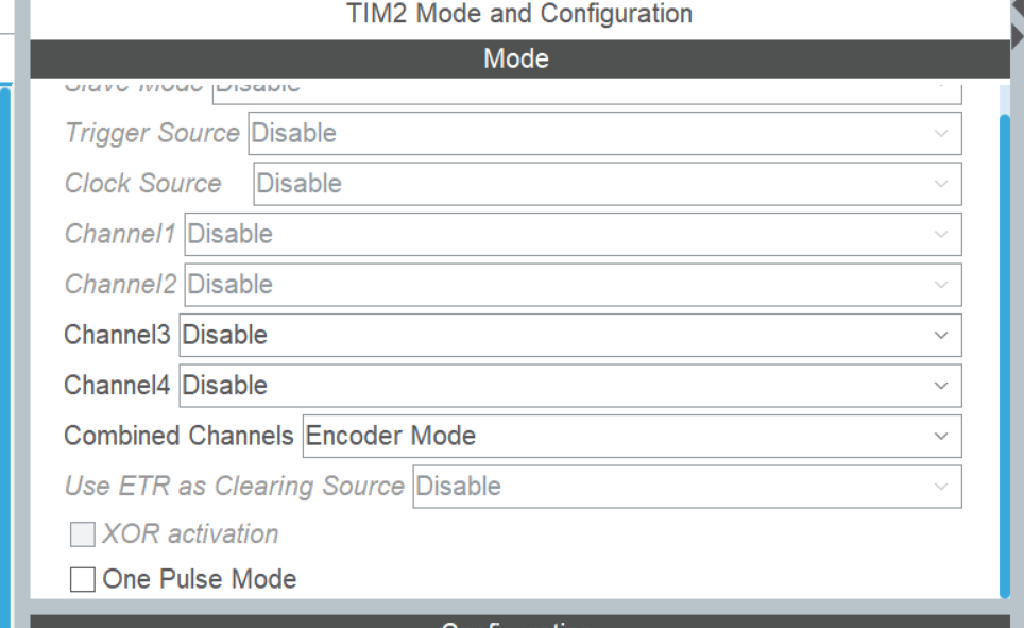 TIM2 Mode and Configuration
Mode
Slave Mode Disable
Trigger Source Disable
Clock Source Disable
Channel1 Disable
Channel2 Disable
Channel3 Disable
Channel4 Disable
Combined Channels Encoder Mode
Use ETR as Clearing Source Disable
XOR activation
One Pulse Mode